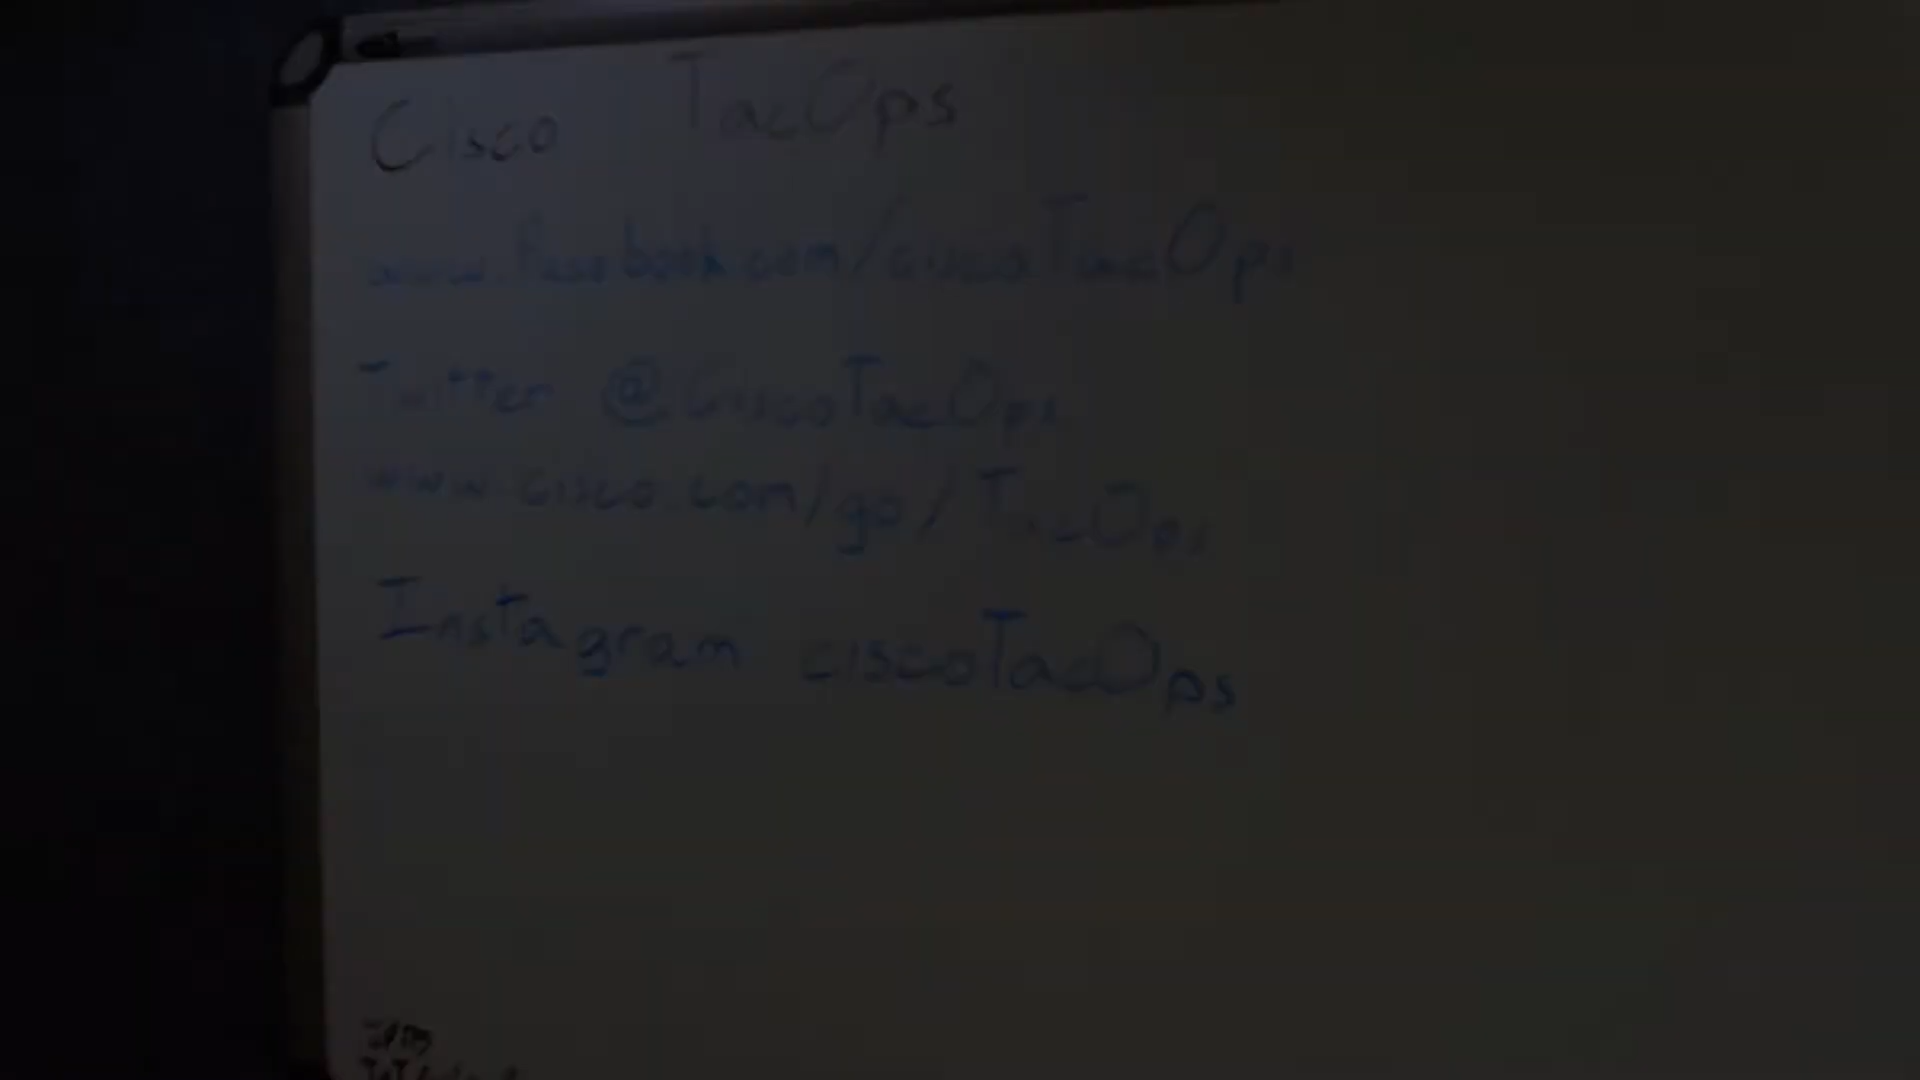 Cisco TacOps
www.facebook.com/ciscoTacOps
Twitter @CiscoTacOps
www.cisco.com/go/TacOps
Instagram ciscoTacOps